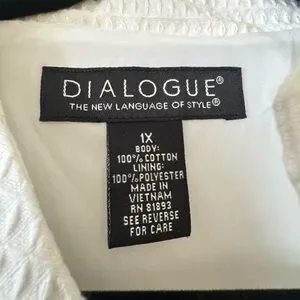 DIALOGUE®
THE NEW LANGUAGE OF STYLE®
1X
BODY:
100% COTTON
LINING:
100% POLYESTER
MADE IN
VIETNAM
RN 81893
SEE REVERSE
FOR CARE